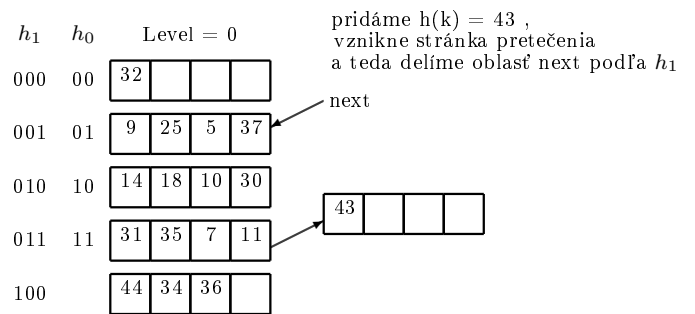 h₁ h₀ Level = 0
pridáme h(k) = 43 ,
vznikne stránka pretečenia
a teda delíme oblasť next podľa h₁
000 00 32
next
001 01 9 25 5 37
010 10 14 18 10 30
43
011 11 31 35 7 11
100 44 34 36